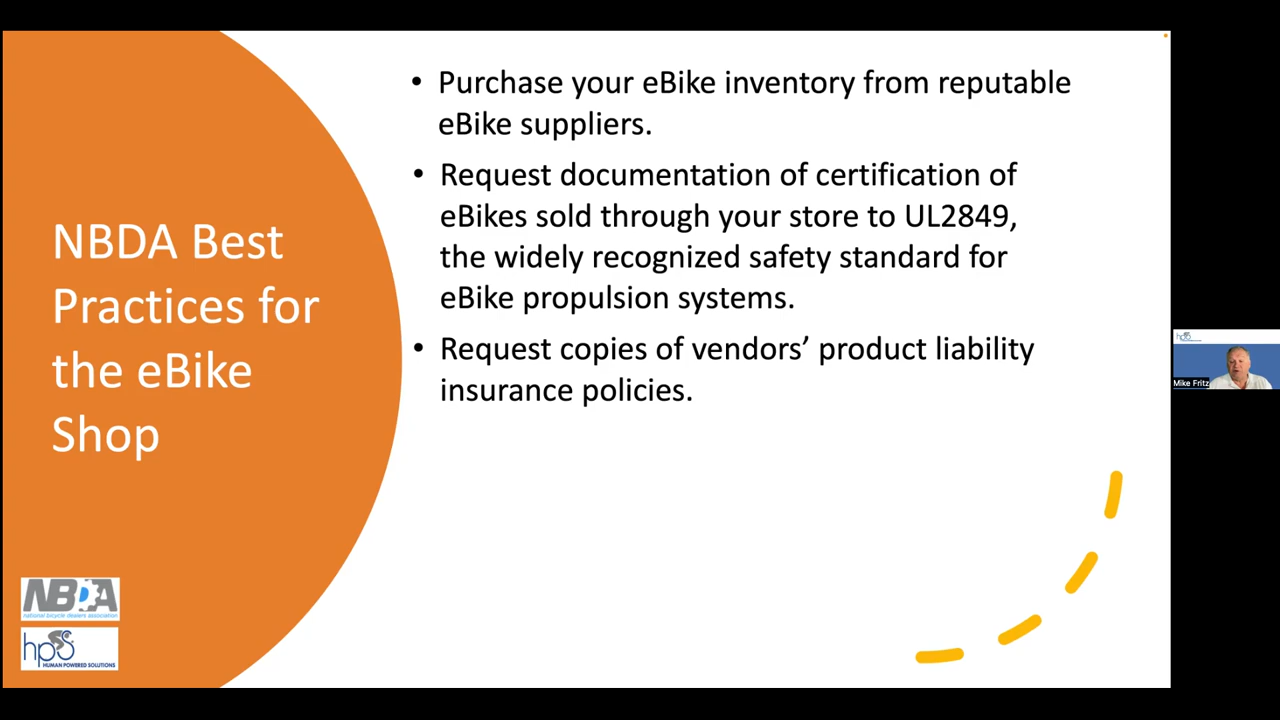 NBDA Best
Practices for
the eBike
Shop
• Purchase your eBike inventory from reputable
eBike suppliers.
• Request documentation of certification of
eBikes sold through your store to UL2849,
the widely recognized safety standard for
eBike propulsion systems.
• Request copies of vendors’ product liability
insurance policies.
NBDA
national bicycle dealers association
hps
HUMAN POWERED SOLUTIONS
hps
Mike Fritz